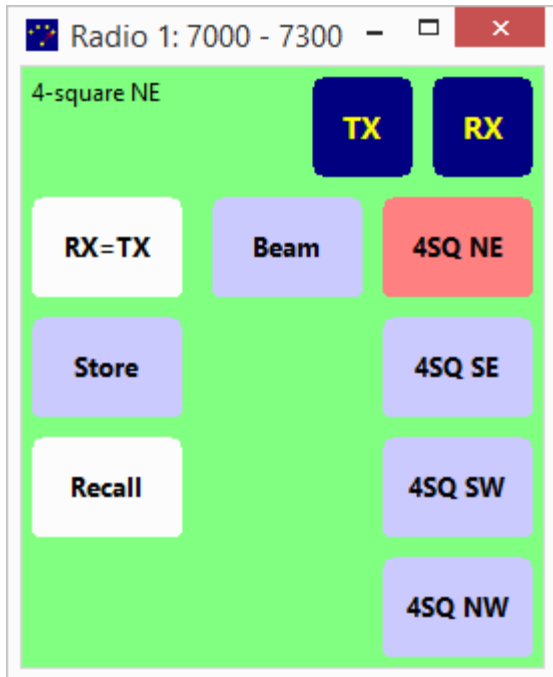 Radio 1: 7000 - 7300
4-square NE
TX RX
RX=TX Beam 4SQ NE
Store 4SQ SE
Recall 4SQ SW
4SQ NW